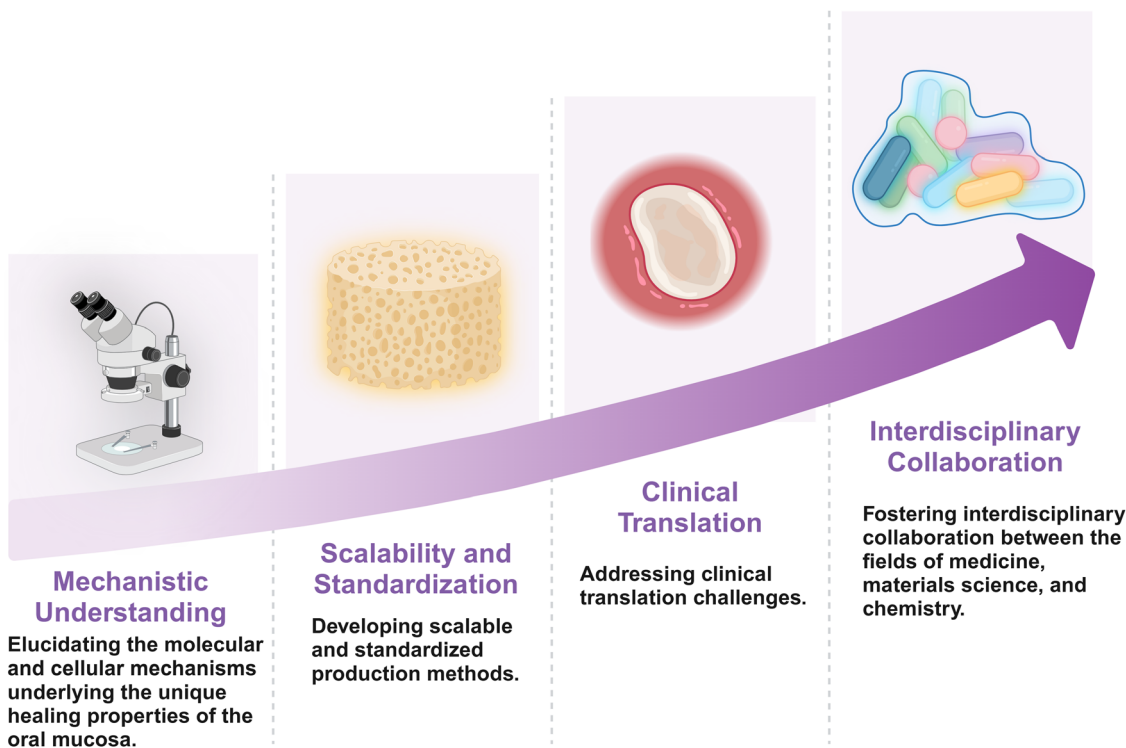 Mechanistic
Understanding
Elucidating the molecular
and cellular mechanisms
underlying the unique
healing properties of the
oral mucosa.
Scalability and
Standardization
Developing scalable
and standardized
production methods.
Clinical
Translation
Addressing clinical
translation challenges.
Interdisciplinary
Collaboration
Fostering interdisciplinary
collaboration between the
fields of medicine,
materials science, and
chemistry.